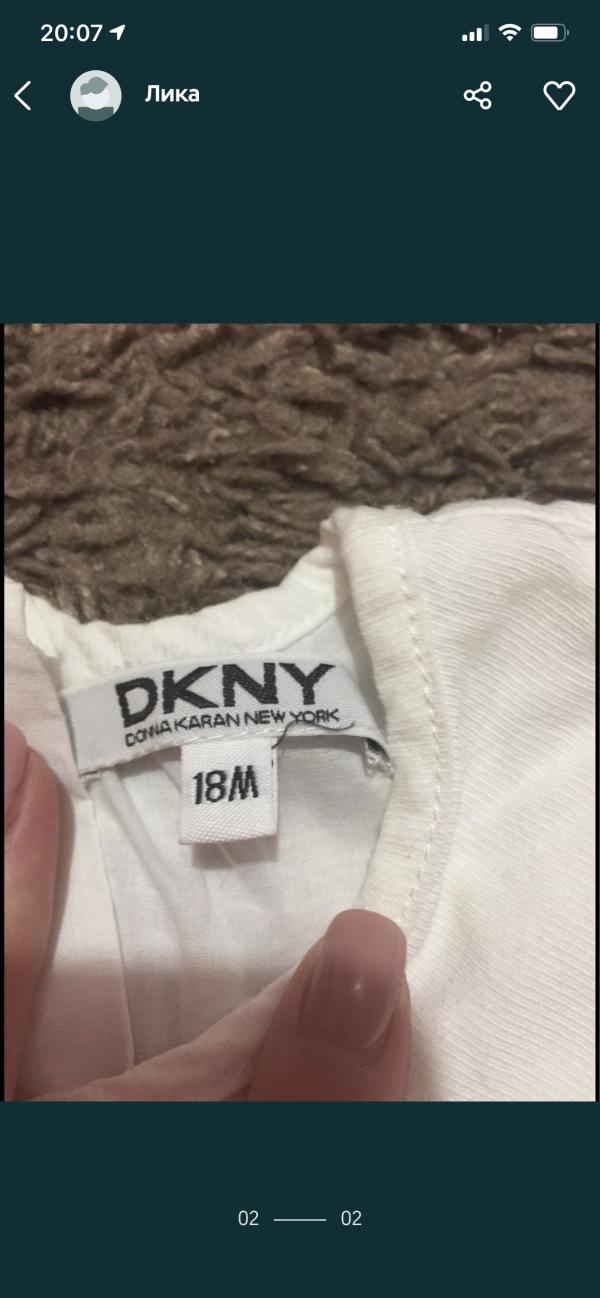 20:07
Лика
DKNY
DONNA KARAN NEW YORK
18M
02
02